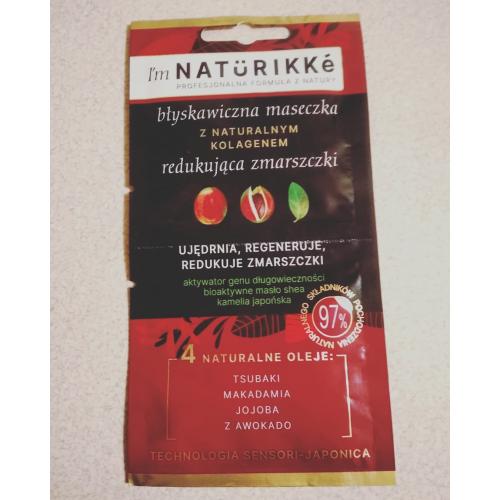 I'm NATÜRIKKé
PROFESJONALNA FORMUŁA Z NATURY
błyskawiczna maseczka
Z NATURALNYM
KOLAGENEM
redukująca zmarszczki
UJĘDRNIA, REGENERUJE,
REDUKUJE ZMARSZCZKI
aktywator genu długowieczności
bioaktywne masło shea
kamelia japońska
97%
SKŁADNIKÓW POCHODZENIA NATURALNEGO
4 NATURALNE OLEJE:
TSUBAKI
MAKADAMIA
JOJOBA
Z AWOKADO
TECHNOLOGIA SENSORI-JAPONICA